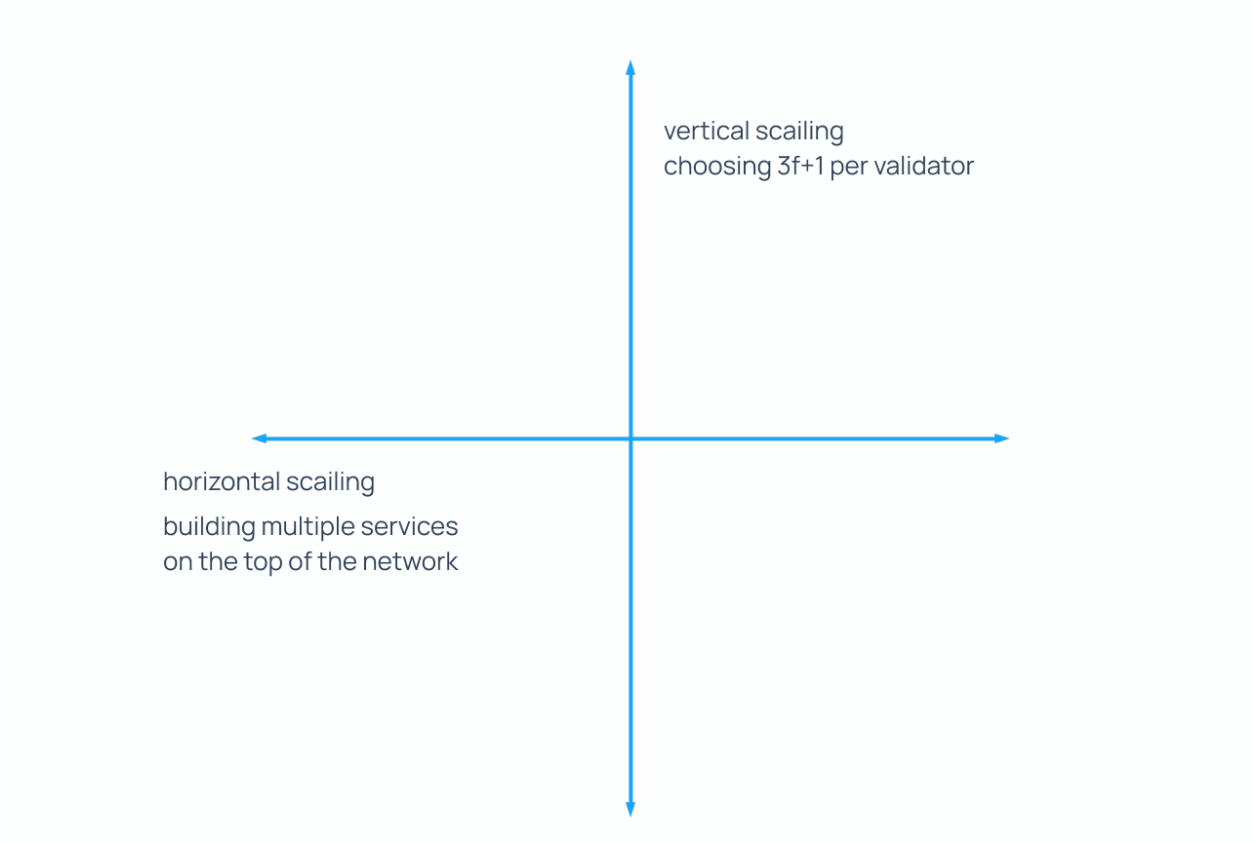 vertical scailing
choosing 3f+1 per validator
horizontal scailing
building multiple services
on the top of the network